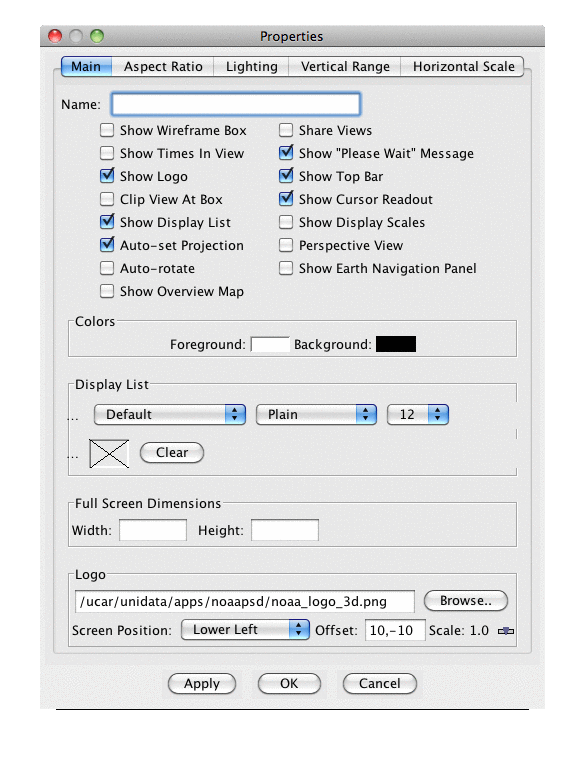 Properties
Main Aspect Ratio Lighting Vertical Range Horizontal Scale
Name:
Show Wireframe Box Share Views
Show Times In View Show "Please Wait" Message
Show Logo Show Top Bar
Clip View At Box Show Cursor Readout
Show Display List Show Display Scales
Auto-set Projection Perspective View
Auto-rotate Show Earth Navigation Panel
Show Overview Map
Colors
Foreground: Background:
Display List
... Default Plain 12
... Clear
Full Screen Dimensions
Width: Height:
Logo
/ucar/unidata/apps/noaapsd/noaa_logo_3d.png Browse..
Screen Position: Lower Left Offset: 10,-10 Scale: 1.0
Apply OK Cancel